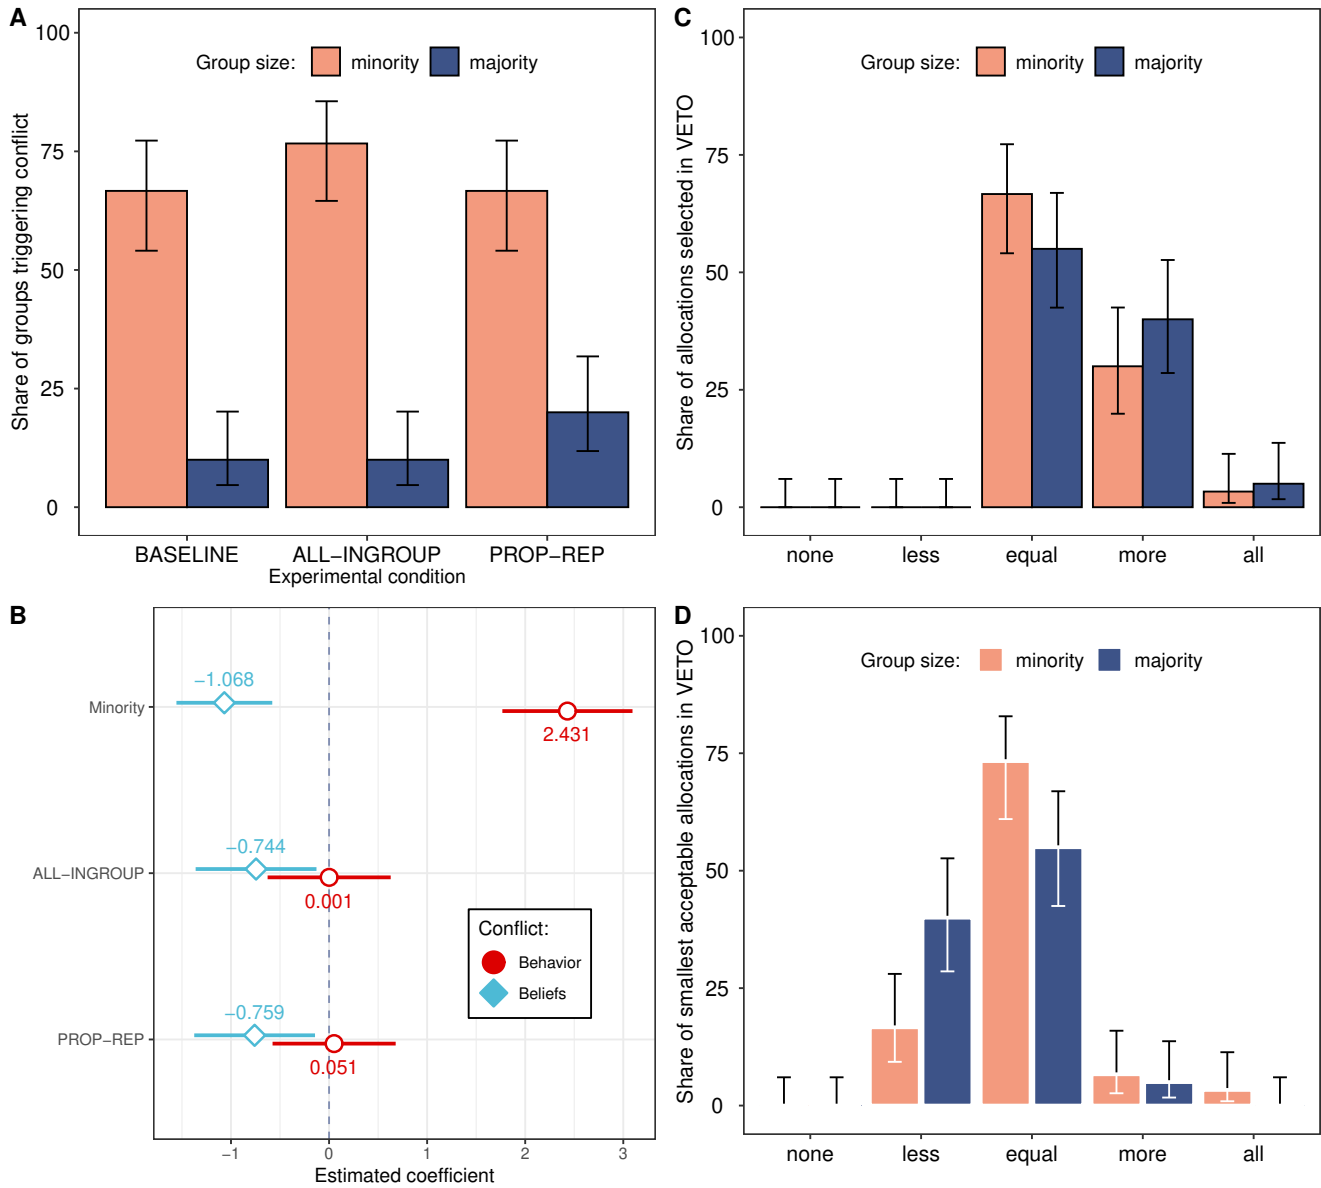 A
Group size: minority majority
Share of groups triggering conflict
100
75
50
25
0
BASELINE ALL−INGROUP PROP−REP
Experimental condition
C
Group size: minority majority
Share of allocations selected in VETO
100
75
50
25
0
none less equal more all
B
Minority
ALL−INGROUP
PROP−REP
−1.068
2.431
−0.744
0.001
−0.759
0.051
Conflict:
Behavior
Beliefs
−1 0 1 2 3
Estimated coefficient
D
Group size: minority majority
Share of smallest acceptable allocations in VETO
100
75
50
25
0
none less equal more all